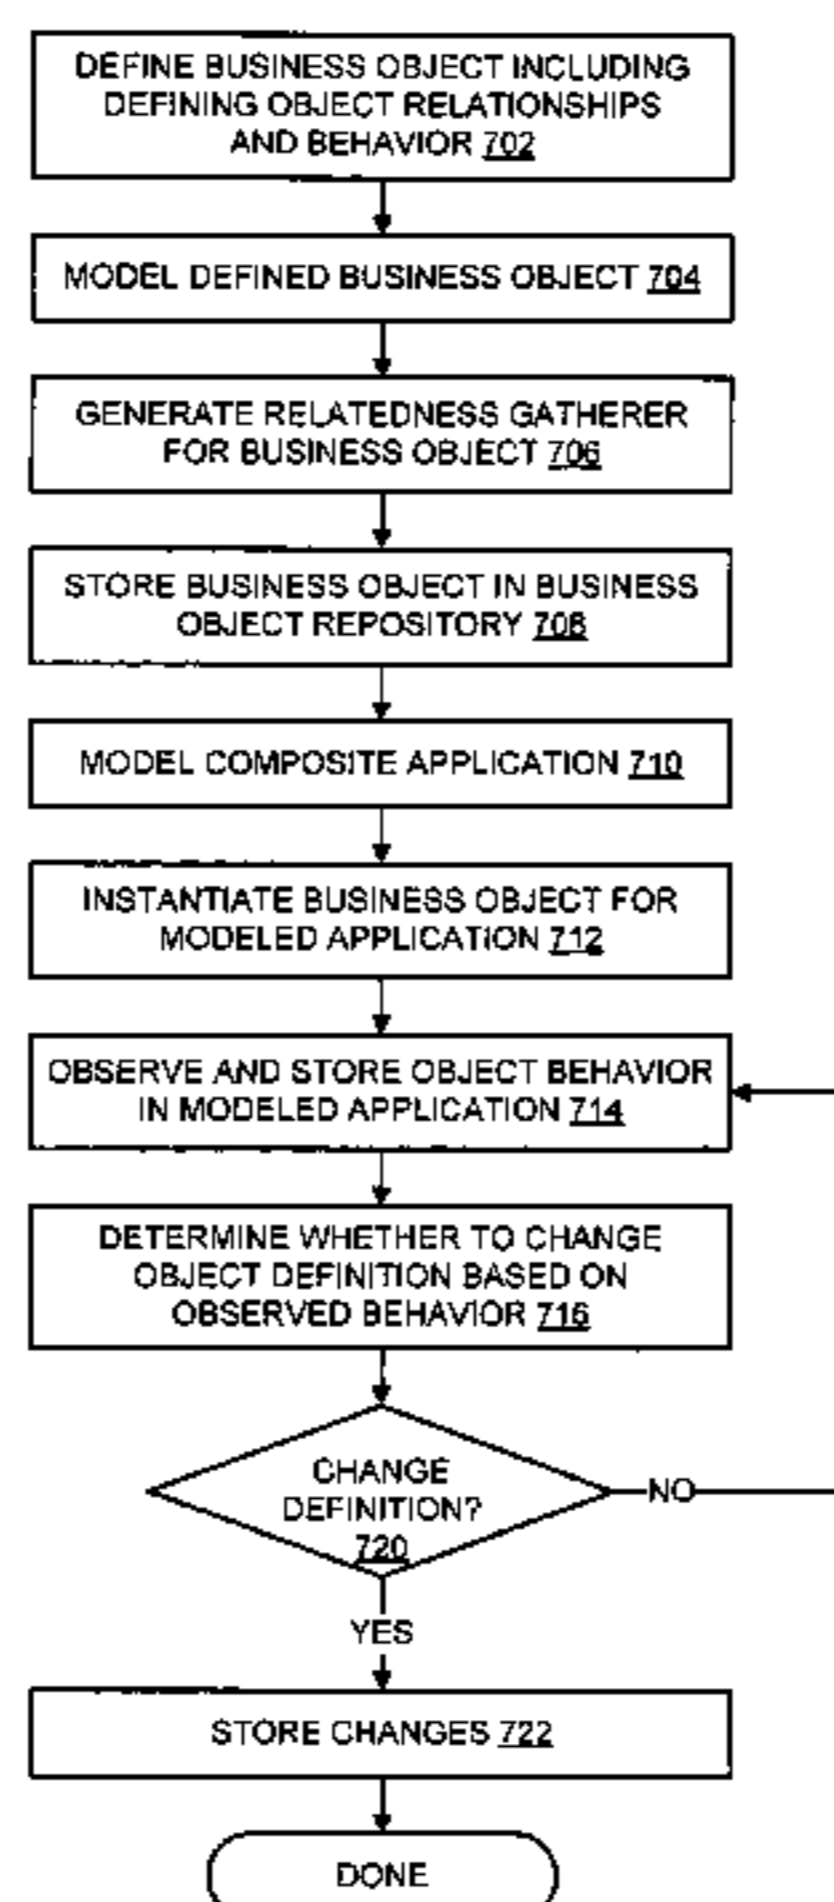 DEFINE BUSINESS OBJECT INCLUDING
DEFINING OBJECT RELATIONSHIPS
AND BEHAVIOR 702
MODEL DEFINED BUSINESS OBJECT 704
GENERATE RELATEDNESS GATHERER
FOR BUSINESS OBJECT 706
STORE BUSINESS OBJECT IN BUSINESS
OBJECT REPOSITORY 708
MODEL COMPOSITE APPLICATION 710
INSTANTIATE BUSINESS OBJECT FOR
MODELED APPLICATION 712
OBSERVE AND STORE OBJECT BEHAVIOR
IN MODELED APPLICATION 714
DETERMINE WHETHER TO CHANGE
OBJECT DEFINITION BASED ON
OBSERVED BEHAVIOR 716
CHANGE
DEFINITION?
720
NO
YES
STORE CHANGES 722
DONE